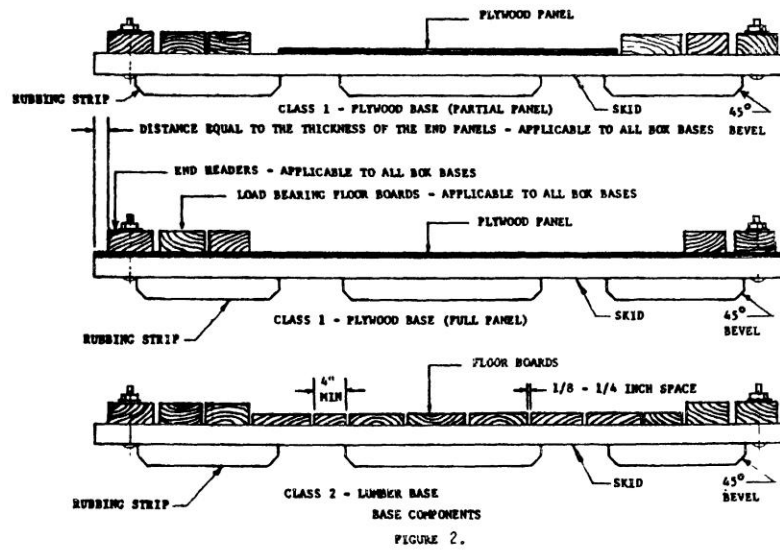 PLYWOOD PANEL
RUBBING STRIP
CLASS 1 - PLYWOOD BASE (PARTIAL PANEL)
SKID
45°
BEVEL
DISTANCE EQUAL TO THE THICKNESS OF THE END PANELS - APPLICABLE TO ALL BOX BASES
END HEADERS - APPLICABLE TO ALL BOX BASES
LOAD BEARING FLOOR BOARDS - APPLICABLE TO ALL BOX BASES
PLYWOOD PANEL
RUBBING STRIP
CLASS 1 - PLYWOOD BASE (FULL PANEL)
SKID
45°
BEVEL
4"
MIN
FLOOR BOARDS
1/8 - 1/4 INCH SPACE
RUBBING STRIP
CLASS 2 - LUMBER BASE
SKID
45°
BEVEL
BASE COMPONENTS
FIGURE 2.